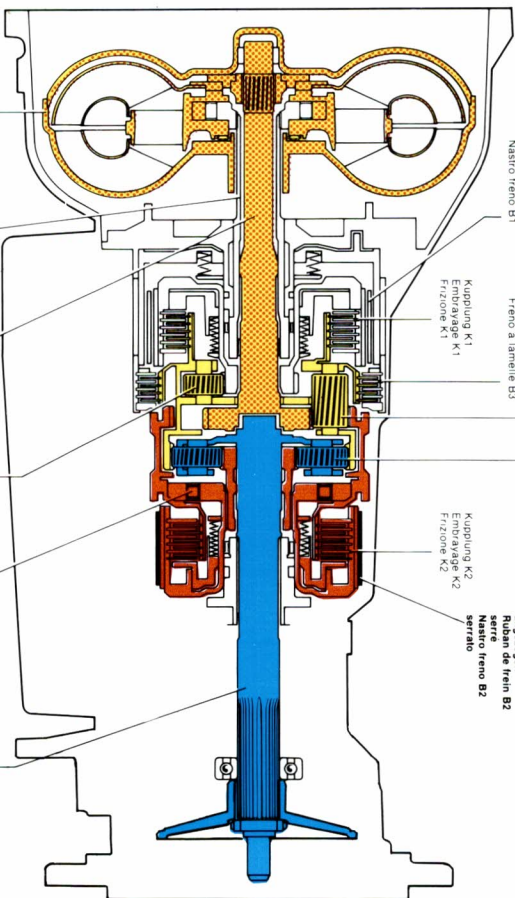 Nastro freno B1
Kupplung K1
Embrayage K1
Frizione K1
Freno a lamelle B3
Kupplung K2
Embrayage K2
Frizione K2
Ruban de frein B2
serré
Nastro freno B2
serrato